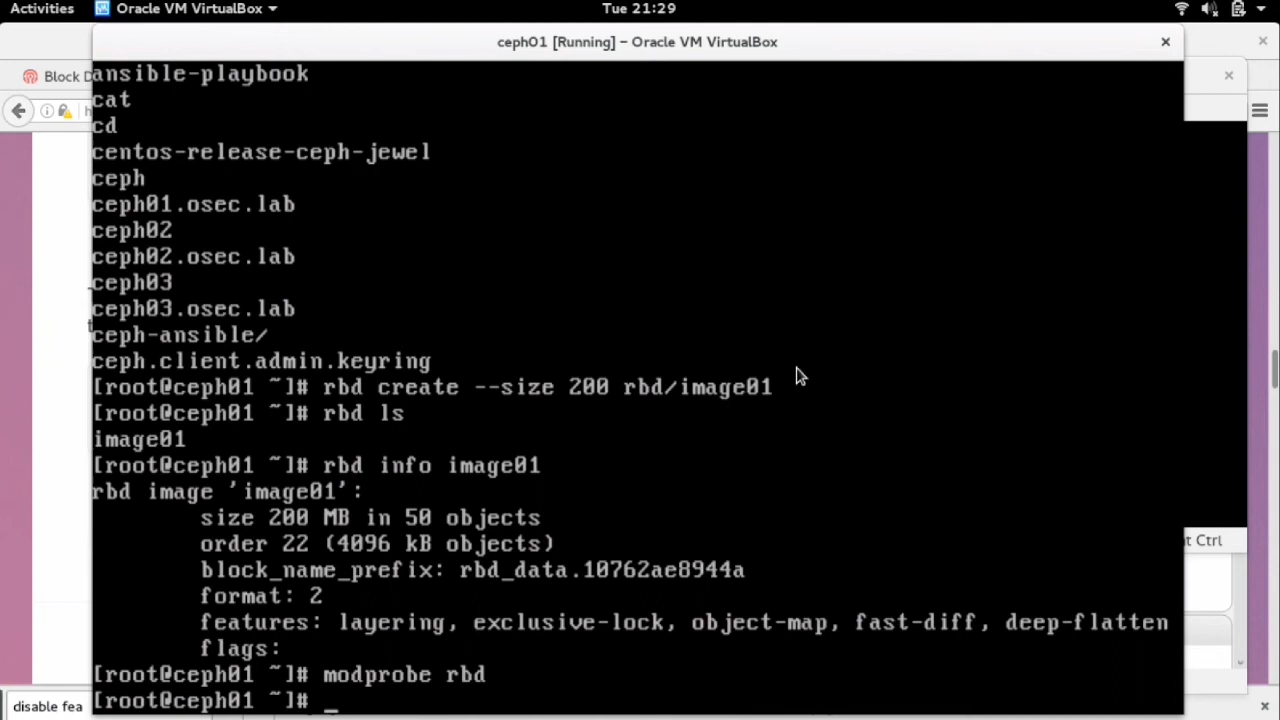 Activities Oracle VM VirtualBox Tue 21:29
ceph01 [Running] – Oracle VM VirtualBox
Block D
ansible-playbook
cat
cd
centos-release-ceph-jewel
ceph
ceph01.osec.lab
ceph02
ceph02.osec.lab
ceph03
ceph03.osec.lab
ceph-ansible/
ceph.client.admin.keyring
[root@ceph01 ~]# rbd create --size 200 rbd/image01
[root@ceph01 ~]# rbd ls
image01
[root@ceph01 ~]# rbd info image01
rbd image 'image01':
size 200 MB in 50 objects
order 22 (4096 kB objects)
block_name_prefix: rbd_data.10762ae8944a
format: 2
features: layering, exclusive-lock, object-map, fast-diff, deep-flatten
flags:
[root@ceph01 ~]# modprobe rbd
[root@ceph01 ~]# _
t Ctrl
disable fea